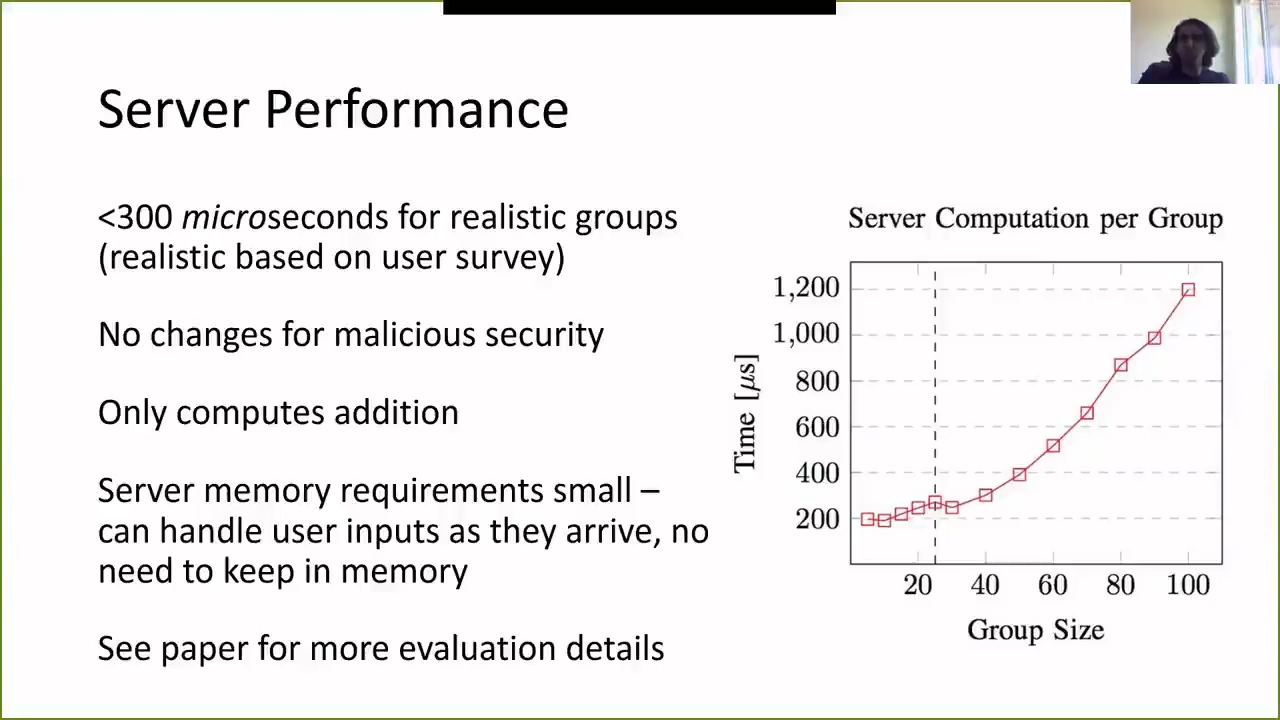 Server Performance
<300 microseconds for realistic groups
(realistic based on user survey)
No changes for malicious security
Only computes addition
Server memory requirements small –
can handle user inputs as they arrive, no
need to keep in memory
See paper for more evaluation details
Server Computation per Group
1,200
1,000
800
600
400
200
Time [μs]
20 40 60 80 100
Group Size